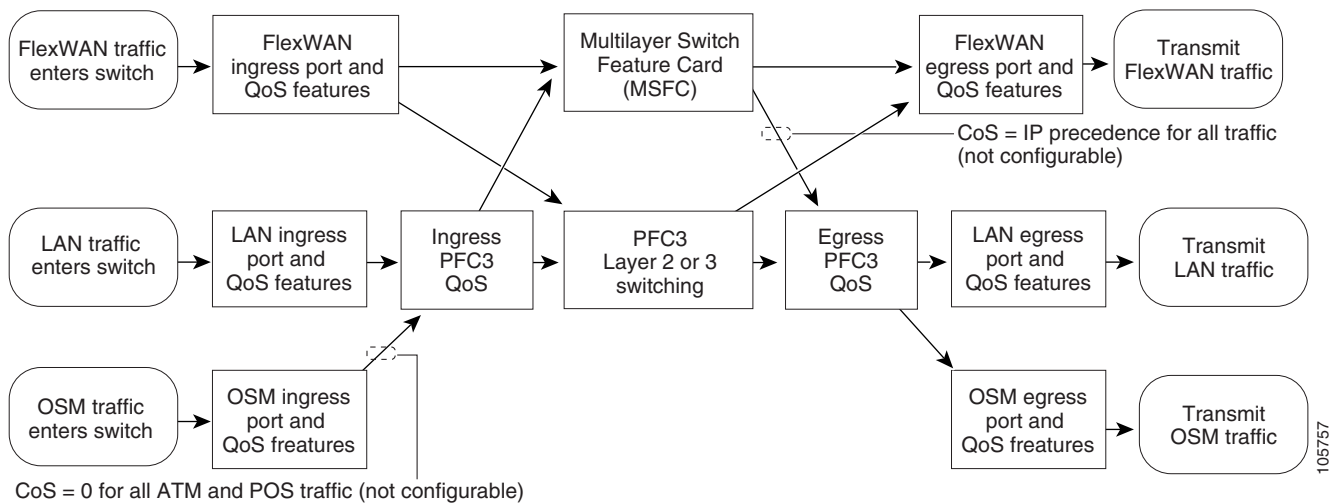 FlexWAN traffic
enters switch
FlexWAN
ingress port and
QoS features
Multilayer Switch
Feature Card
(MSFC)
FlexWAN
egress port and
QoS features
Transmit
FlexWAN traffic
CoS = IP precedence for all traffic
(not configurable)
LAN traffic
enters switch
LAN ingress
port and
QoS features
Ingress
PFC3
QoS
PFC3
Layer 2 or 3
switching
Egress
PFC3
QoS
LAN egress
port and
QoS features
Transmit
LAN traffic
OSM traffic
enters switch
OSM ingress
port and
QoS freatures
OSM egress
port and
QoS freatures
Transmit
OSM traffic
105757
CoS = 0 for all ATM and POS traffic (not configurable)